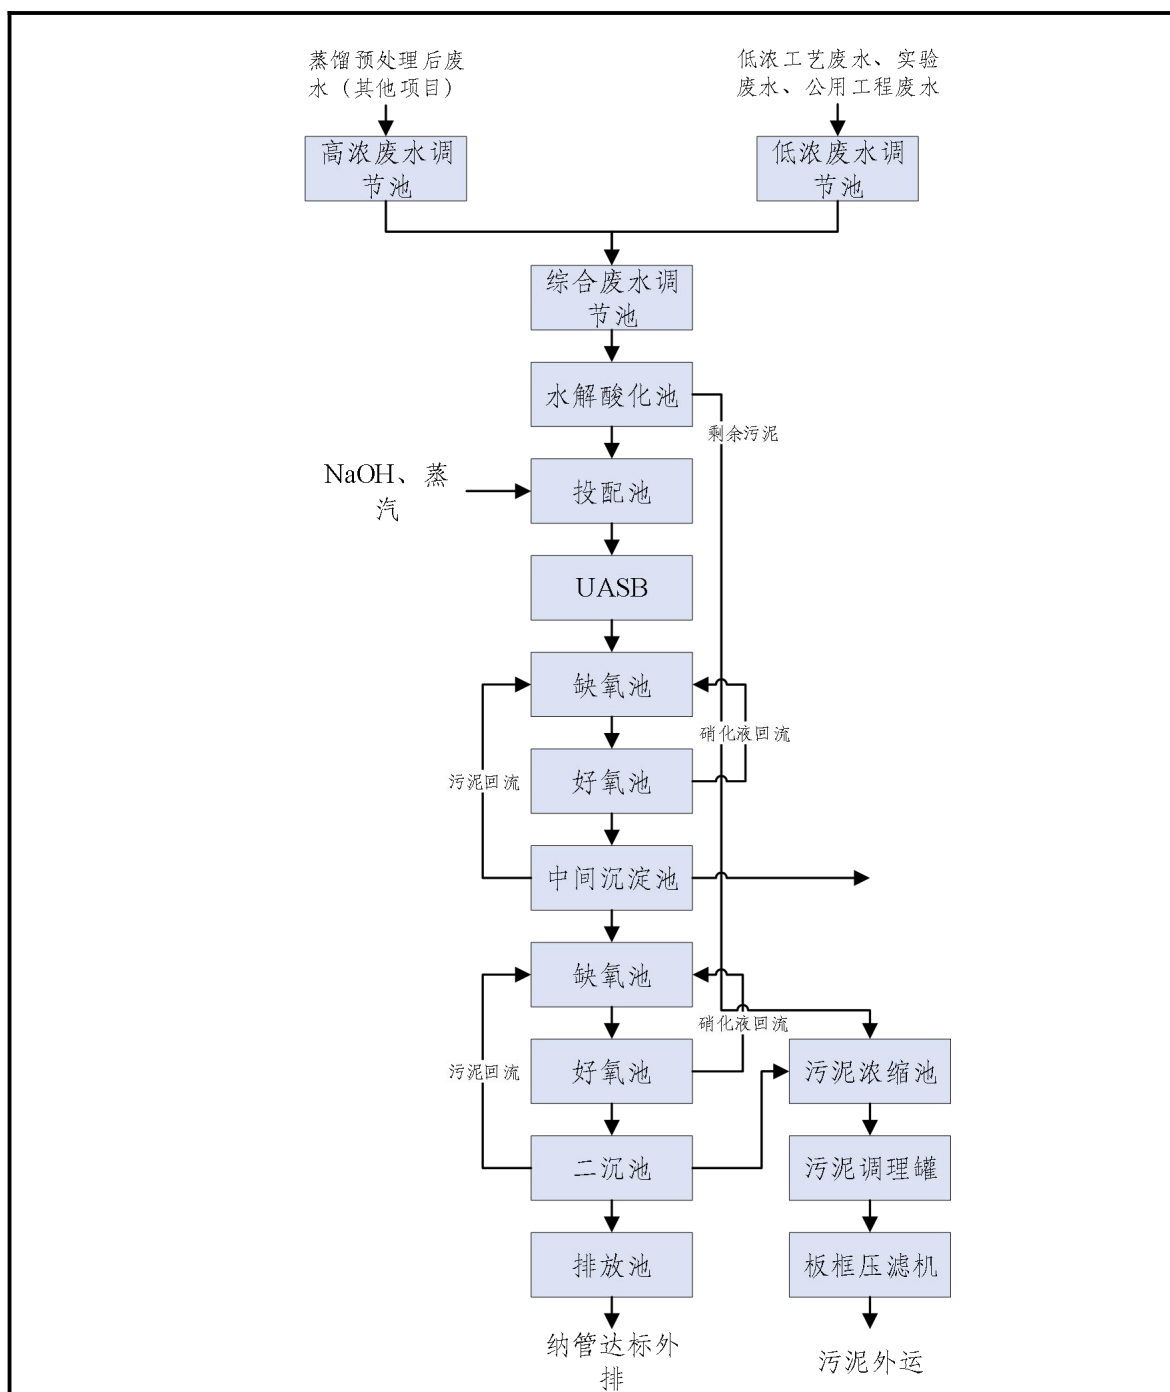 蒸馏预处理后废
水（其他项目）
低浓工艺废水、实验
废水、公用工程废水
高浓废水调
节池
低浓废水调
节池
综合废水调
节池
水解酸化池
剩余污泥
NaOH、蒸
汽
投配池
UASB
缺氧池
硝化液回流
污泥回流
好氧池
中间沉淀池
缺氧池
硝化液回流
污泥回流
好氧池
污泥浓缩池
二沉池
污泥调理罐
排放池
板框压滤机
纳管达标外
排
污泥外运